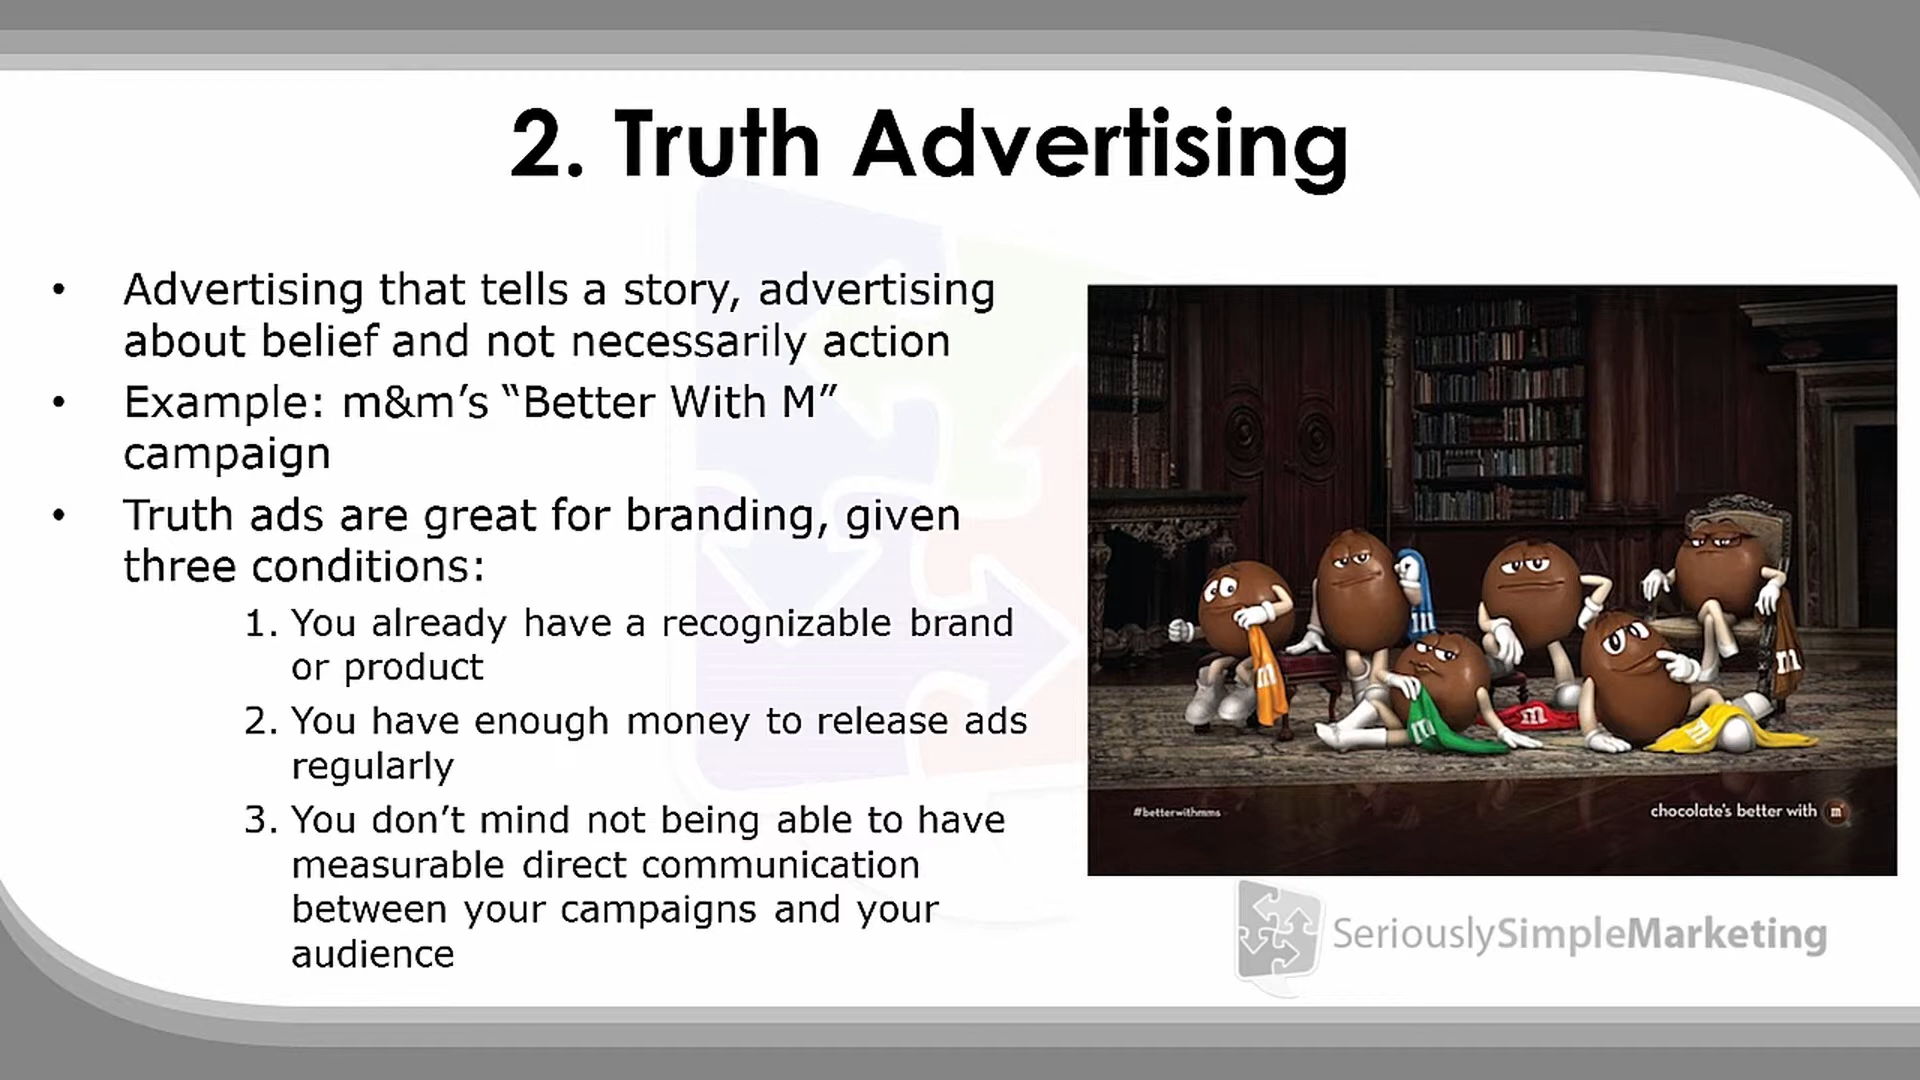 2. Truth Advertising
• Advertising that tells a story, advertising
about belief and not necessarily action
• Example: m&m’s “Better With M”
campaign
• Truth ads are great for branding, given
three conditions:
1. You already have a recognizable brand
or product
2. You have enough money to release ads
regularly
3. You don’t mind not being able to have
measurable direct communication
between your campaigns and your
audience
m
m
m
m
m
m
#betterwithmms
chocolate's better with m
SeriouslySimpleMarketing